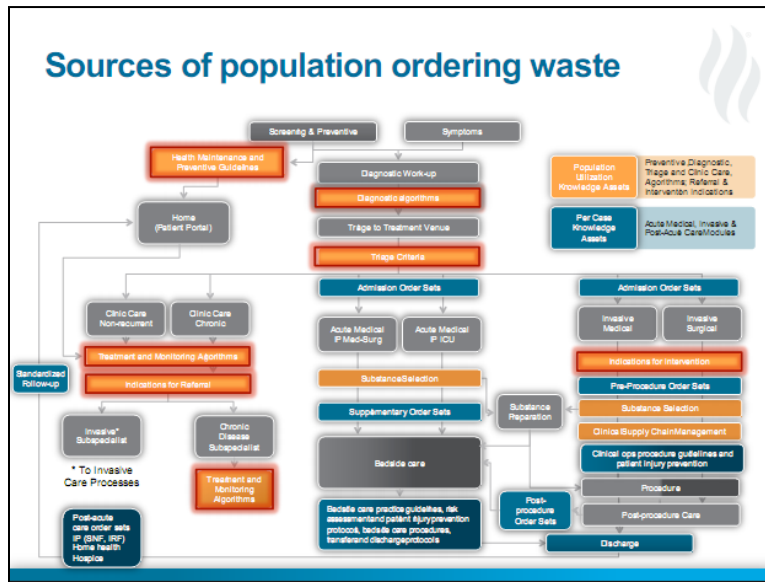 Sources of population ordering waste
Screening & Preventive
Symptoms
Health Maintenance and
Preventive Guidelines
Diagnostic Work-up
Diagnostic algorithms
Population
Utilization
Knowledge Assets
Preventive, Diagnostic,
Triage and Clinic Care,
Agorithms; Referral &
Intervention Indications
Home
(Patient Portal)
Triage to Treatment Venue
Per Case
Knowledge
Assets
Acute Medical, Invasive &
Post-Acute Care Modules
Triage Criteria
Admission Order Sets
Admission Order Sets
Clinic Care
Non-recurrent
Clinic Care
Chronic
Acute Medical
IP Med-Surg
Acute Medical
IP ICU
Invasive
Medical
Invasive
Surgical
Treatment and Monitoring Algorithms
Indications for Intervention
Standardized
Follow-up
Indications for Referral
Substance Selection
Pre-Procedure Order Sets
Supplementary Order Sets
Substance
Preparation
Substance Selection
Invasive*
Subspecialist
Chronic
Disease
Subspecialist
Clinical Supply Chain Management
Bedside care
Clinical ops procedure guidelines and
patient injury prevention
* To Invasive
Care Processes
Treatment and
Monitoring
Algorithms
Procedure
Post-acute
care order sets
IP (SNF, IRF)
Home health
Hospice
Bedside care practice guidelines, risk
assessment and patient injury prevention
protocols, bedside care procedures,
transfer and discharge protocols
Post-
procedure
Order Sets
Post-procedure Care
Discharge